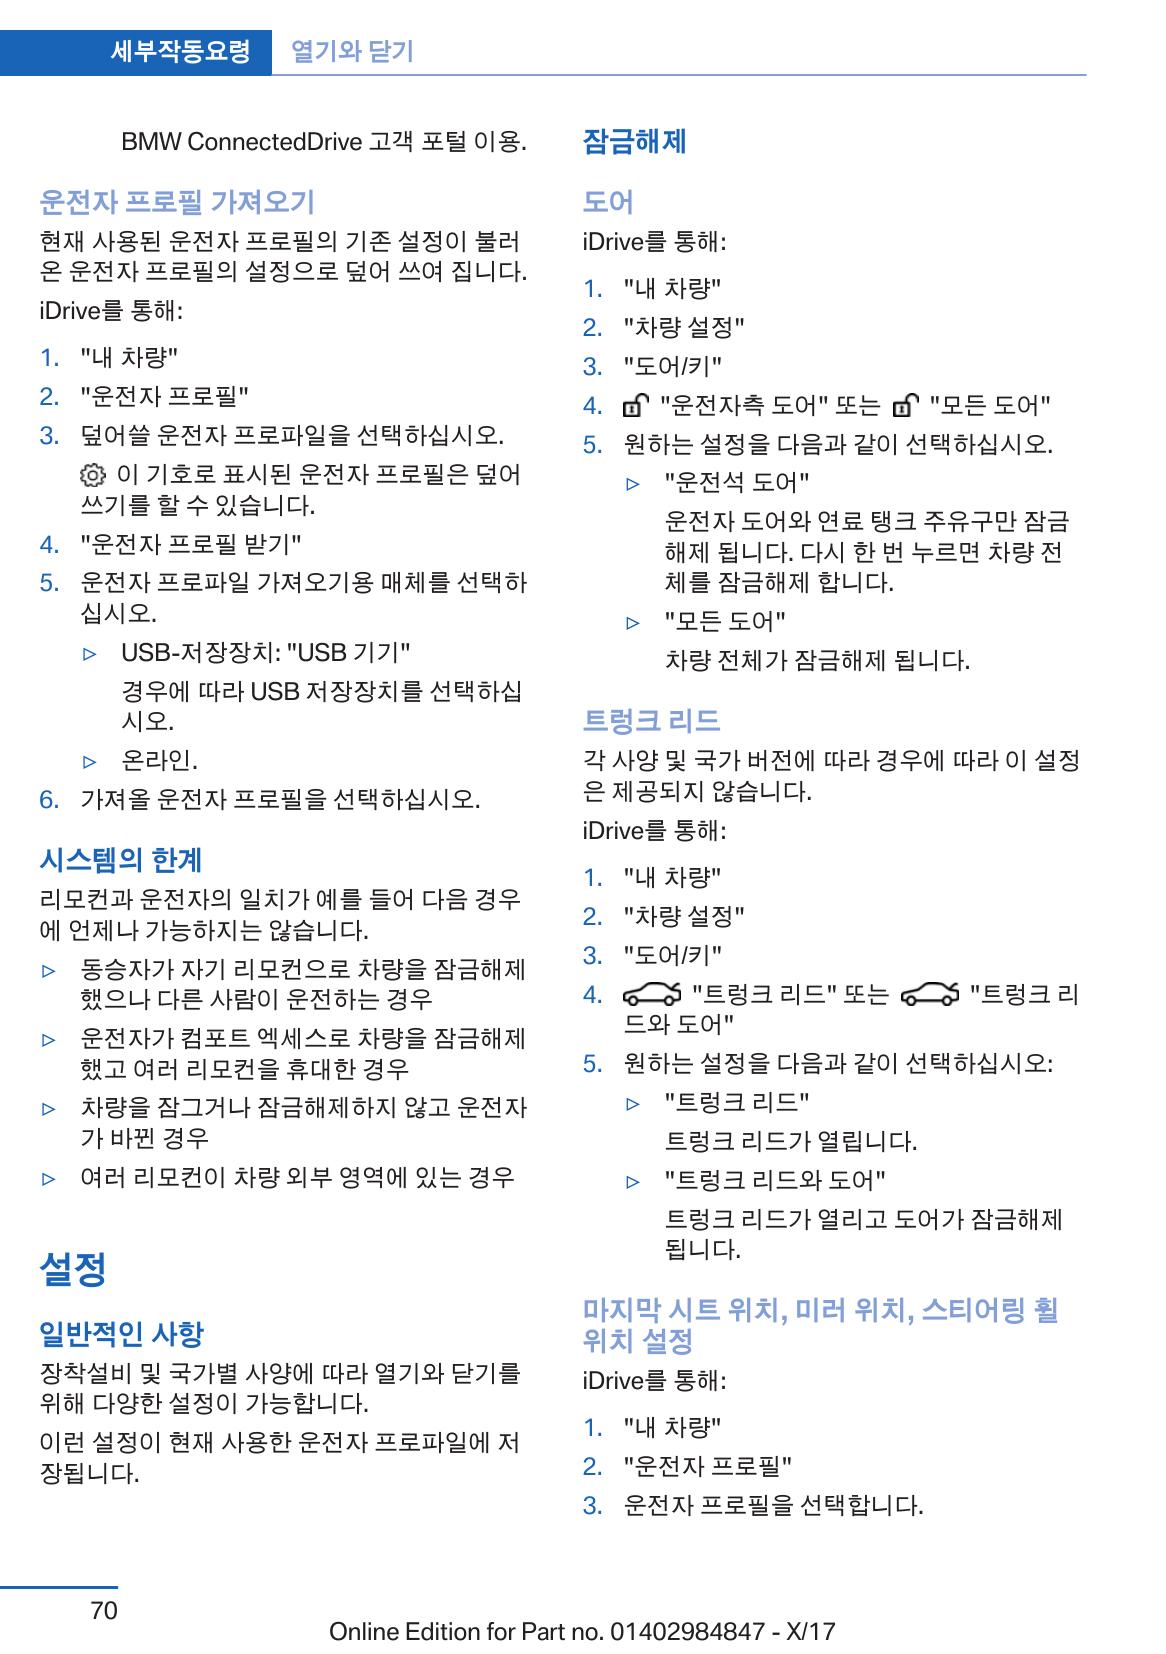 세부작동요령 열기와 닫기
BMW ConnectedDrive 고객 포털 이용.
운전자 프로필 가져오기
현재 사용된 운전자 프로필의 기존 설정이 불러
온 운전자 프로필의 설정으로 덮어 쓰여 집니다.
iDrive를 통해:
1. "내 차량"
2. "운전자 프로필"
3. 덮어쓸 운전자 프로파일을 선택하십시오.
이 기호로 표시된 운전자 프로필은 덮어
쓰기를 할 수 있습니다.
4. "운전자 프로필 받기"
5. 운전자 프로파일 가져오기용 매체를 선택하
십시오.
▷ USB-저장장치: "USB 기기"
경우에 따라 USB 저장장치를 선택하십
시오.
▷ 온라인.
6. 가져올 운전자 프로필을 선택하십시오.
시스템의 한계
리모컨과 운전자의 일치가 예를 들어 다음 경우
에 언제나 가능하지는 않습니다.
▷ 동승자가 자기 리모컨으로 차량을 잠금해제
했으나 다른 사람이 운전하는 경우
▷ 운전자가 컴포트 엑세스로 차량을 잠금해제
했고 여러 리모컨을 휴대한 경우
▷ 차량을 잠그거나 잠금해제하지 않고 운전자
가 바뀐 경우
▷ 여러 리모컨이 차량 외부 영역에 있는 경우
설정
일반적인 사항
장착설비 및 국가별 사양에 따라 열기와 닫기를
위해 다양한 설정이 가능합니다.
이런 설정이 현재 사용한 운전자 프로파일에 저
장됩니다.
잠금해제
도어
iDrive를 통해:
1. "내 차량"
2. "차량 설정"
3. "도어/키"
4. "운전자측 도어" 또는 "모든 도어"
5. 원하는 설정을 다음과 같이 선택하십시오.
▷ "운전석 도어"
운전자 도어와 연료 탱크 주유구만 잠금
해제 됩니다. 다시 한 번 누르면 차량 전
체를 잠금해제 합니다.
▷ "모든 도어"
차량 전체가 잠금해제 됩니다.
트렁크 리드
각 사양 및 국가 버전에 따라 경우에 따라 이 설정
은 제공되지 않습니다.
iDrive를 통해:
1. "내 차량"
2. "차량 설정"
3. "도어/키"
4. "트렁크 리드" 또는 "트렁크 리
드와 도어"
5. 원하는 설정을 다음과 같이 선택하십시오:
▷ "트렁크 리드"
트렁크 리드가 열립니다.
▷ "트렁크 리드와 도어"
트렁크 리드가 열리고 도어가 잠금해제
됩니다.
마지막 시트 위치, 미러 위치, 스티어링 휠
위치 설정
iDrive를 통해:
1. "내 차량"
2. "운전자 프로필"
3. 운전자 프로필을 선택합니다.
70
Online Edition for Part no. 01402984847 - X/17